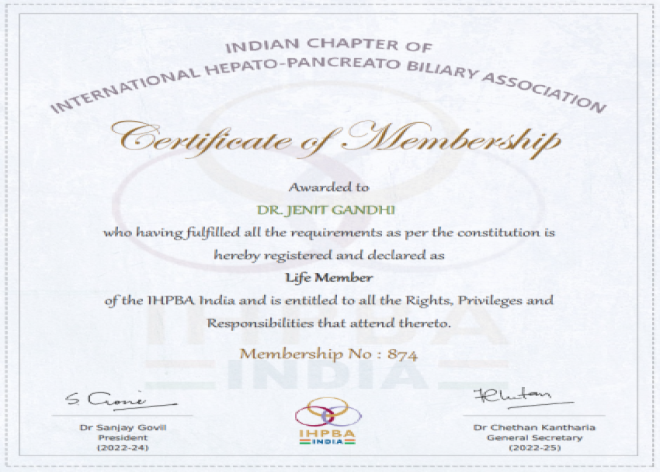 INDIAN CHAPTER OF
INTERNATIONAL HEPATO-PANCREATO BILIARY ASSOCIATION
Certificate of Membership
Awarded to
DR. JENIT GANDHI
who having fulfilled all the requirements as per the constitution is
hereby registered and declared as
Life Member
of the IHPBA India and is entitled to all the Rights, Privileges and
Responsibilities that attend thereto.
IHPBA
INDIA
Membership No : 874
Dr Sanjay Govil
President
(2022-24)
IHPBA
INDIA
Dr Chethan Kantharia
General Secretary
(2022-25)